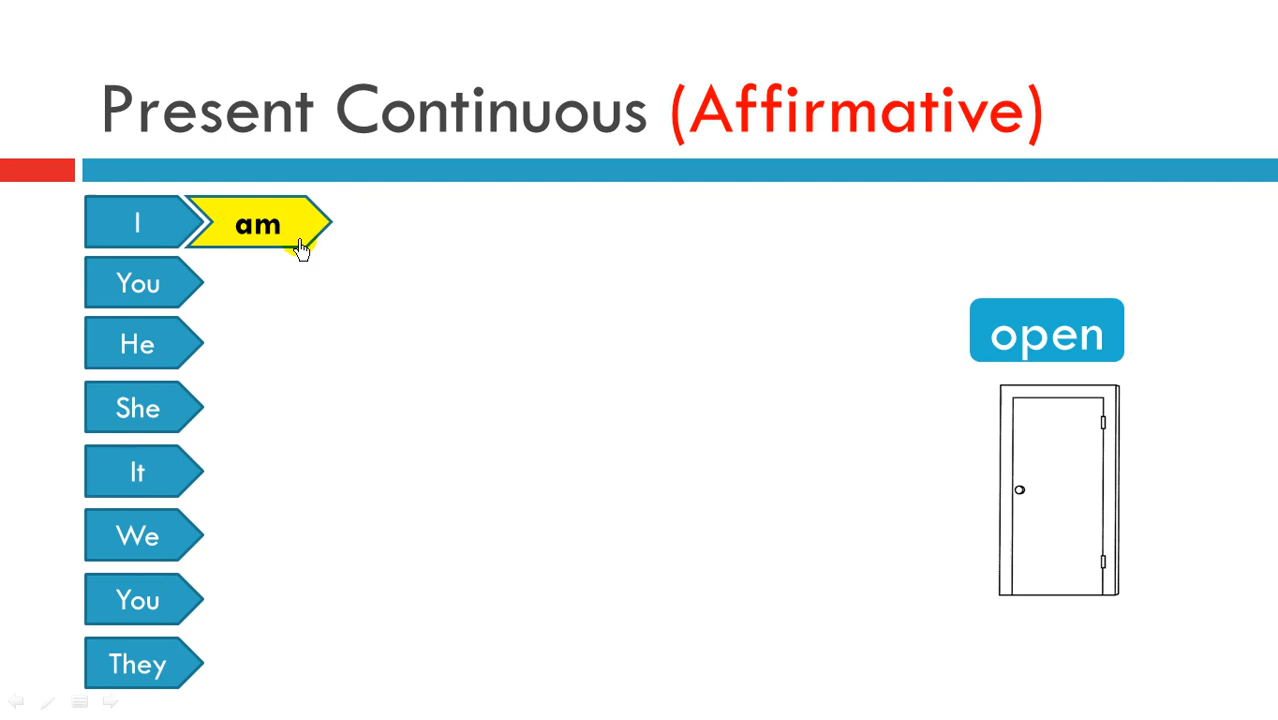 Present Continuous (Affirmative)
I am
You
He
She
It
We
You
They
open